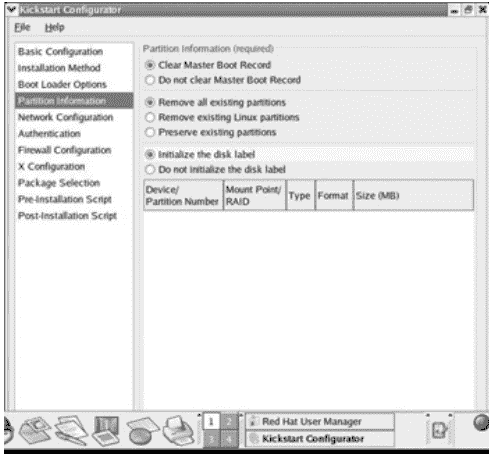 Kickstart Configurator
File Help
Basic Configuration
Installation Method
Boot Loader Options
Partition Information
Network Configuration
Authentication
Firewall Configuration
X Configuration
Package Selection
Pre-Installation Script
Post-Installation Script
Partition Information (required)
Clear Master Boot Record
Do not clear Master Boot Record
Remove all existing partitions
Remove existing Linux partitions
Preserve existing partitions
Initialize the disk label
Do not initialize the disk label
Device/ Mount Point/
Partition Number RAID Type Format Size (MB)
1 2 Red Hat User Manager
3 4 Kickstart Configurator